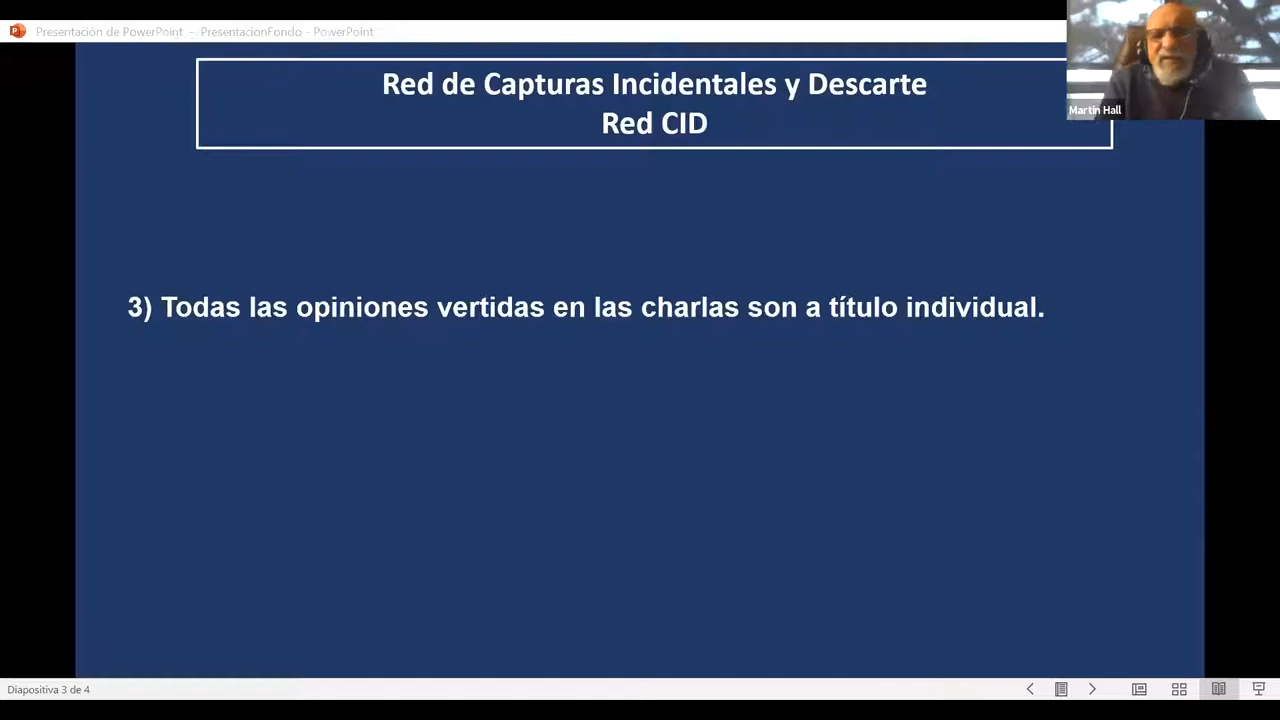 Presentación de PowerPoint - PresentacionFondo - PowerPoint
Martín Hall
Red de Capturas Incidentales y Descarte
Red CID
3) Todas las opiniones vertidas en las charlas son a título individual.
Diapositiva 3 de 4